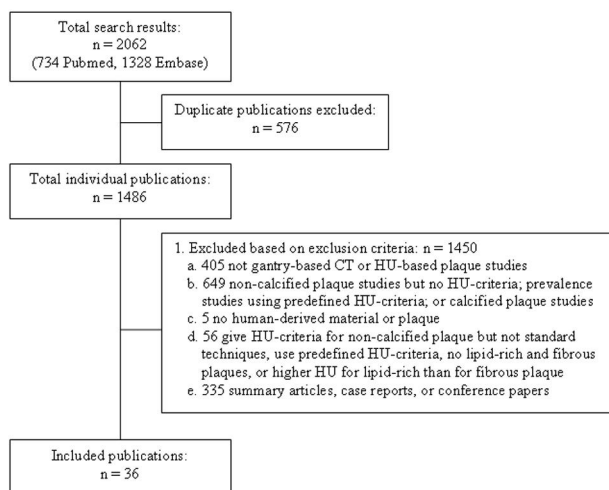 Total search results:
n = 2062
(734 Pubmed, 1328 Embase)
Duplicate publications excluded:
n = 576
Total individual publications:
n = 1486
1. Excluded based on exclusion criteria: n = 1450
a. 405 not gantry-based CT or HU-based plaque studies
b. 649 non-calcified plaque studies but no HU-criteria; prevalence
studies using predefined HU-criteria; or calcified plaque studies
c. 5 no human-derived material or plaque
d. 56 give HU-criteria for non-calcified plaque but not standard
techniques, use predefined HU-criteria, no lipid-rich and fibrous
plaques, or higher HU for lipid-rich than for fibrous plaque
e. 335 summary articles, case reports, or conference papers
Included publications:
n = 36